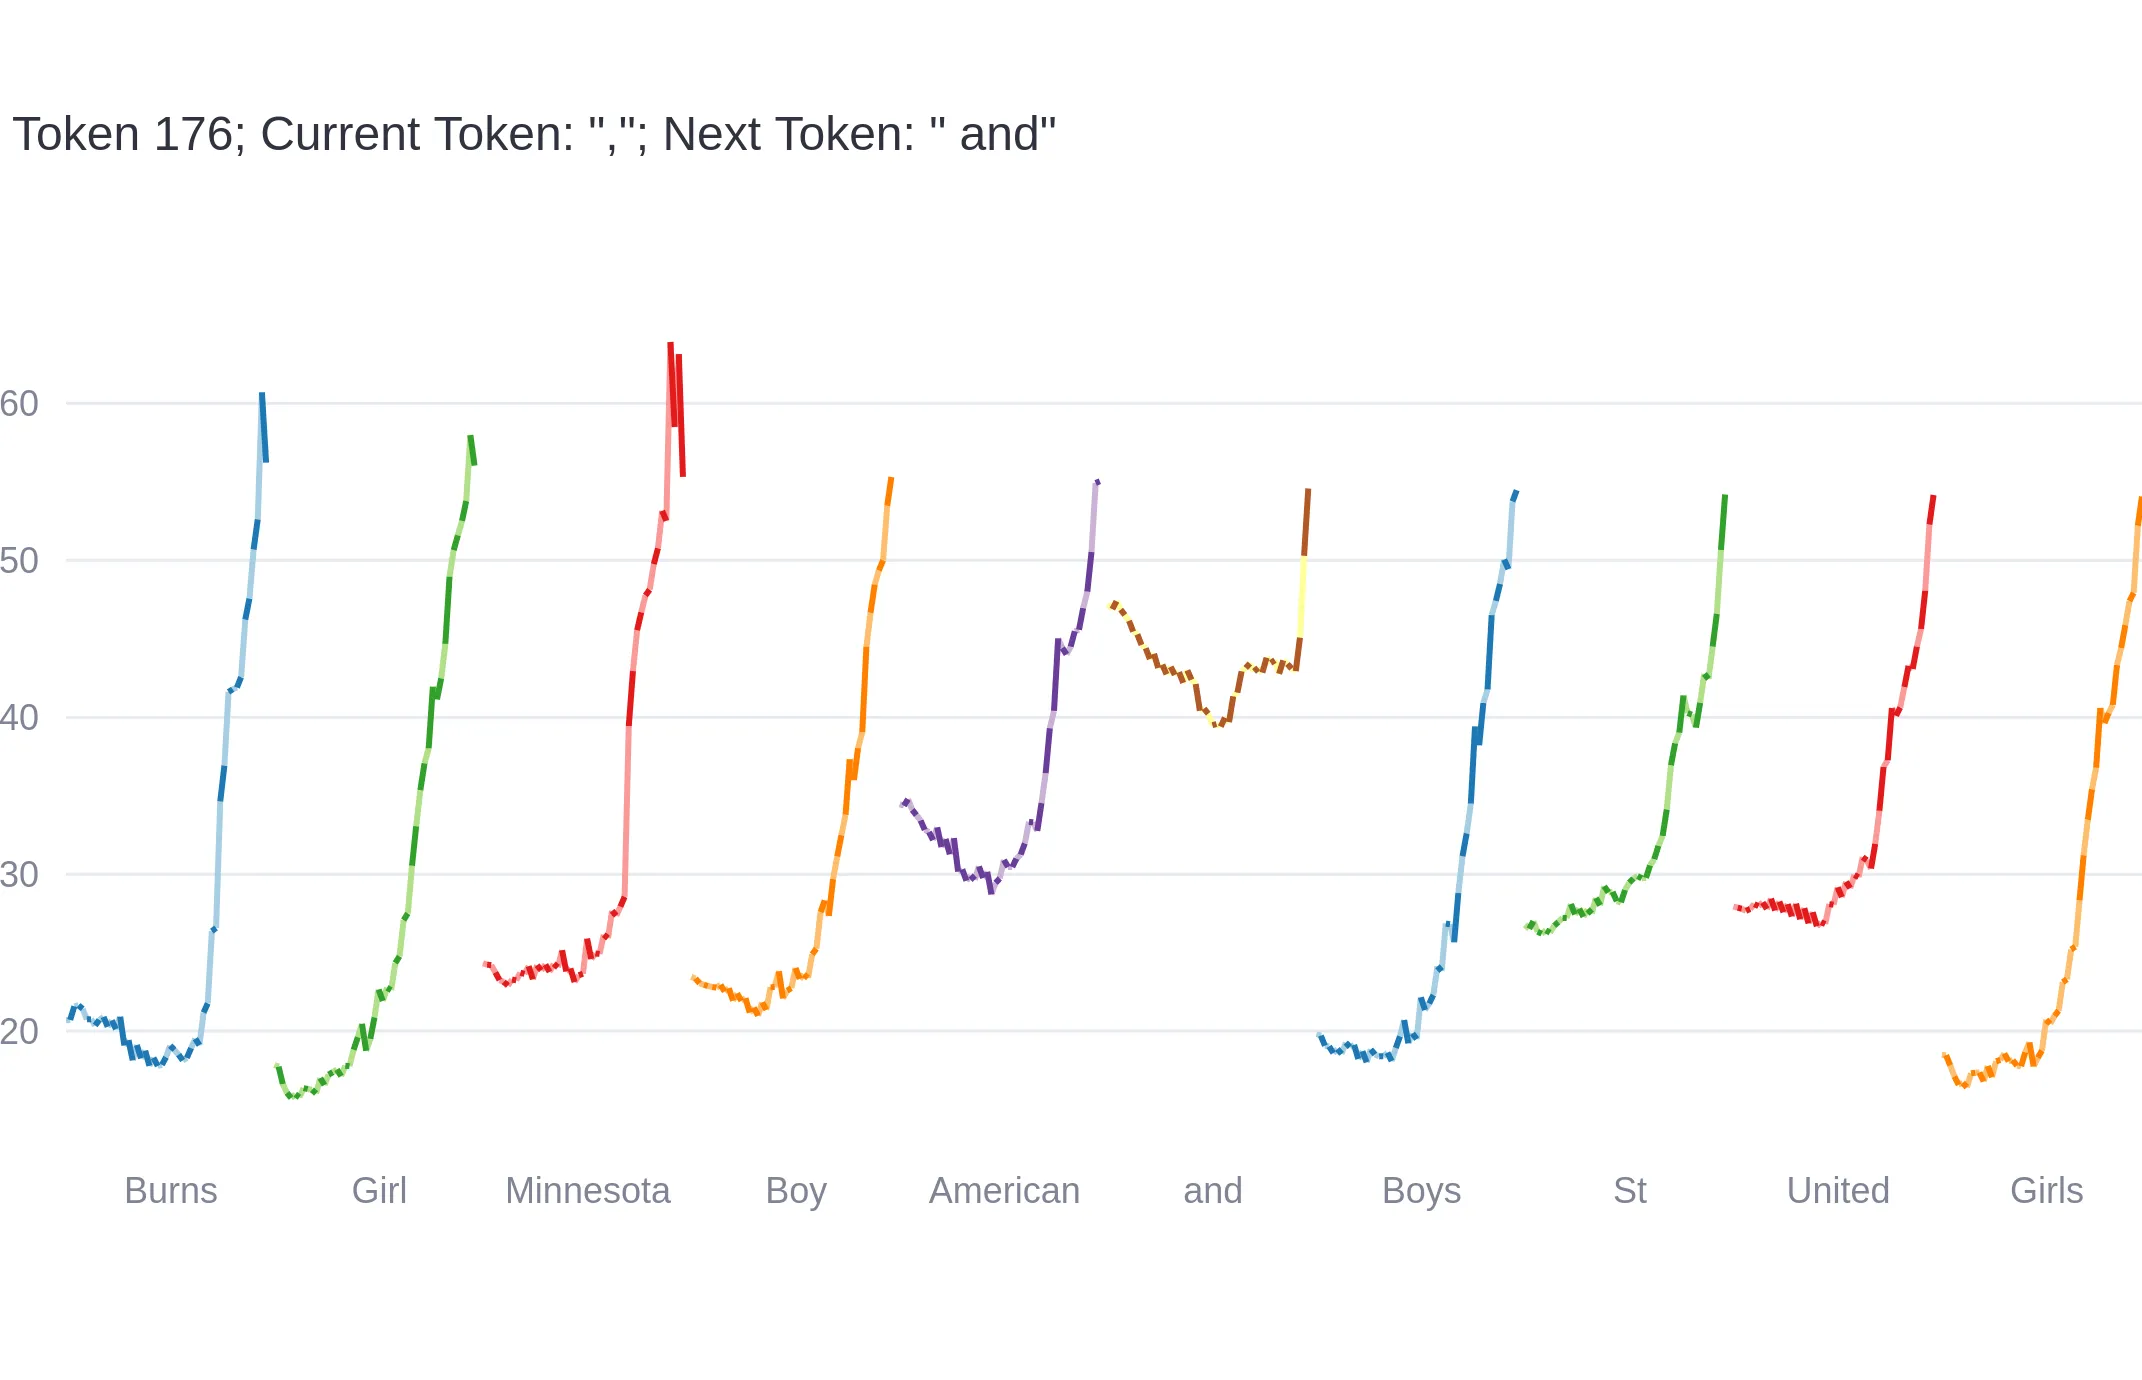 Token 176; Current Token: ","; Next Token: " and"
60
50
40
30
20
Burns Girl Minnesota Boy American and Boys St United Girls